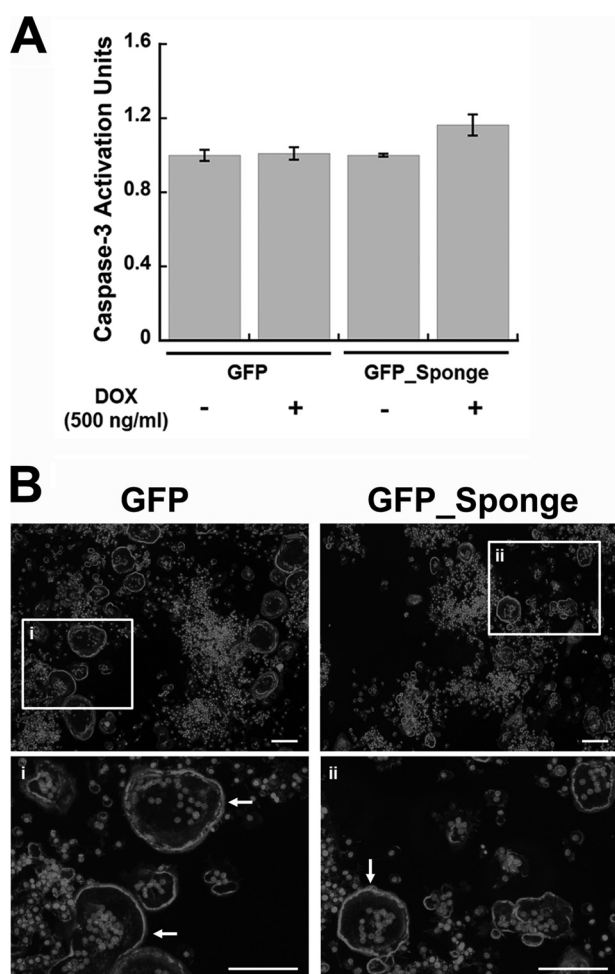 A
Caspase-3 Activation Units
1.6
1.2
0.8
0.4
0
GFP GFP_Sponge
DOX
(500 ng/ml) - + - +
B
GFP GFP_Sponge
i ii
i ii